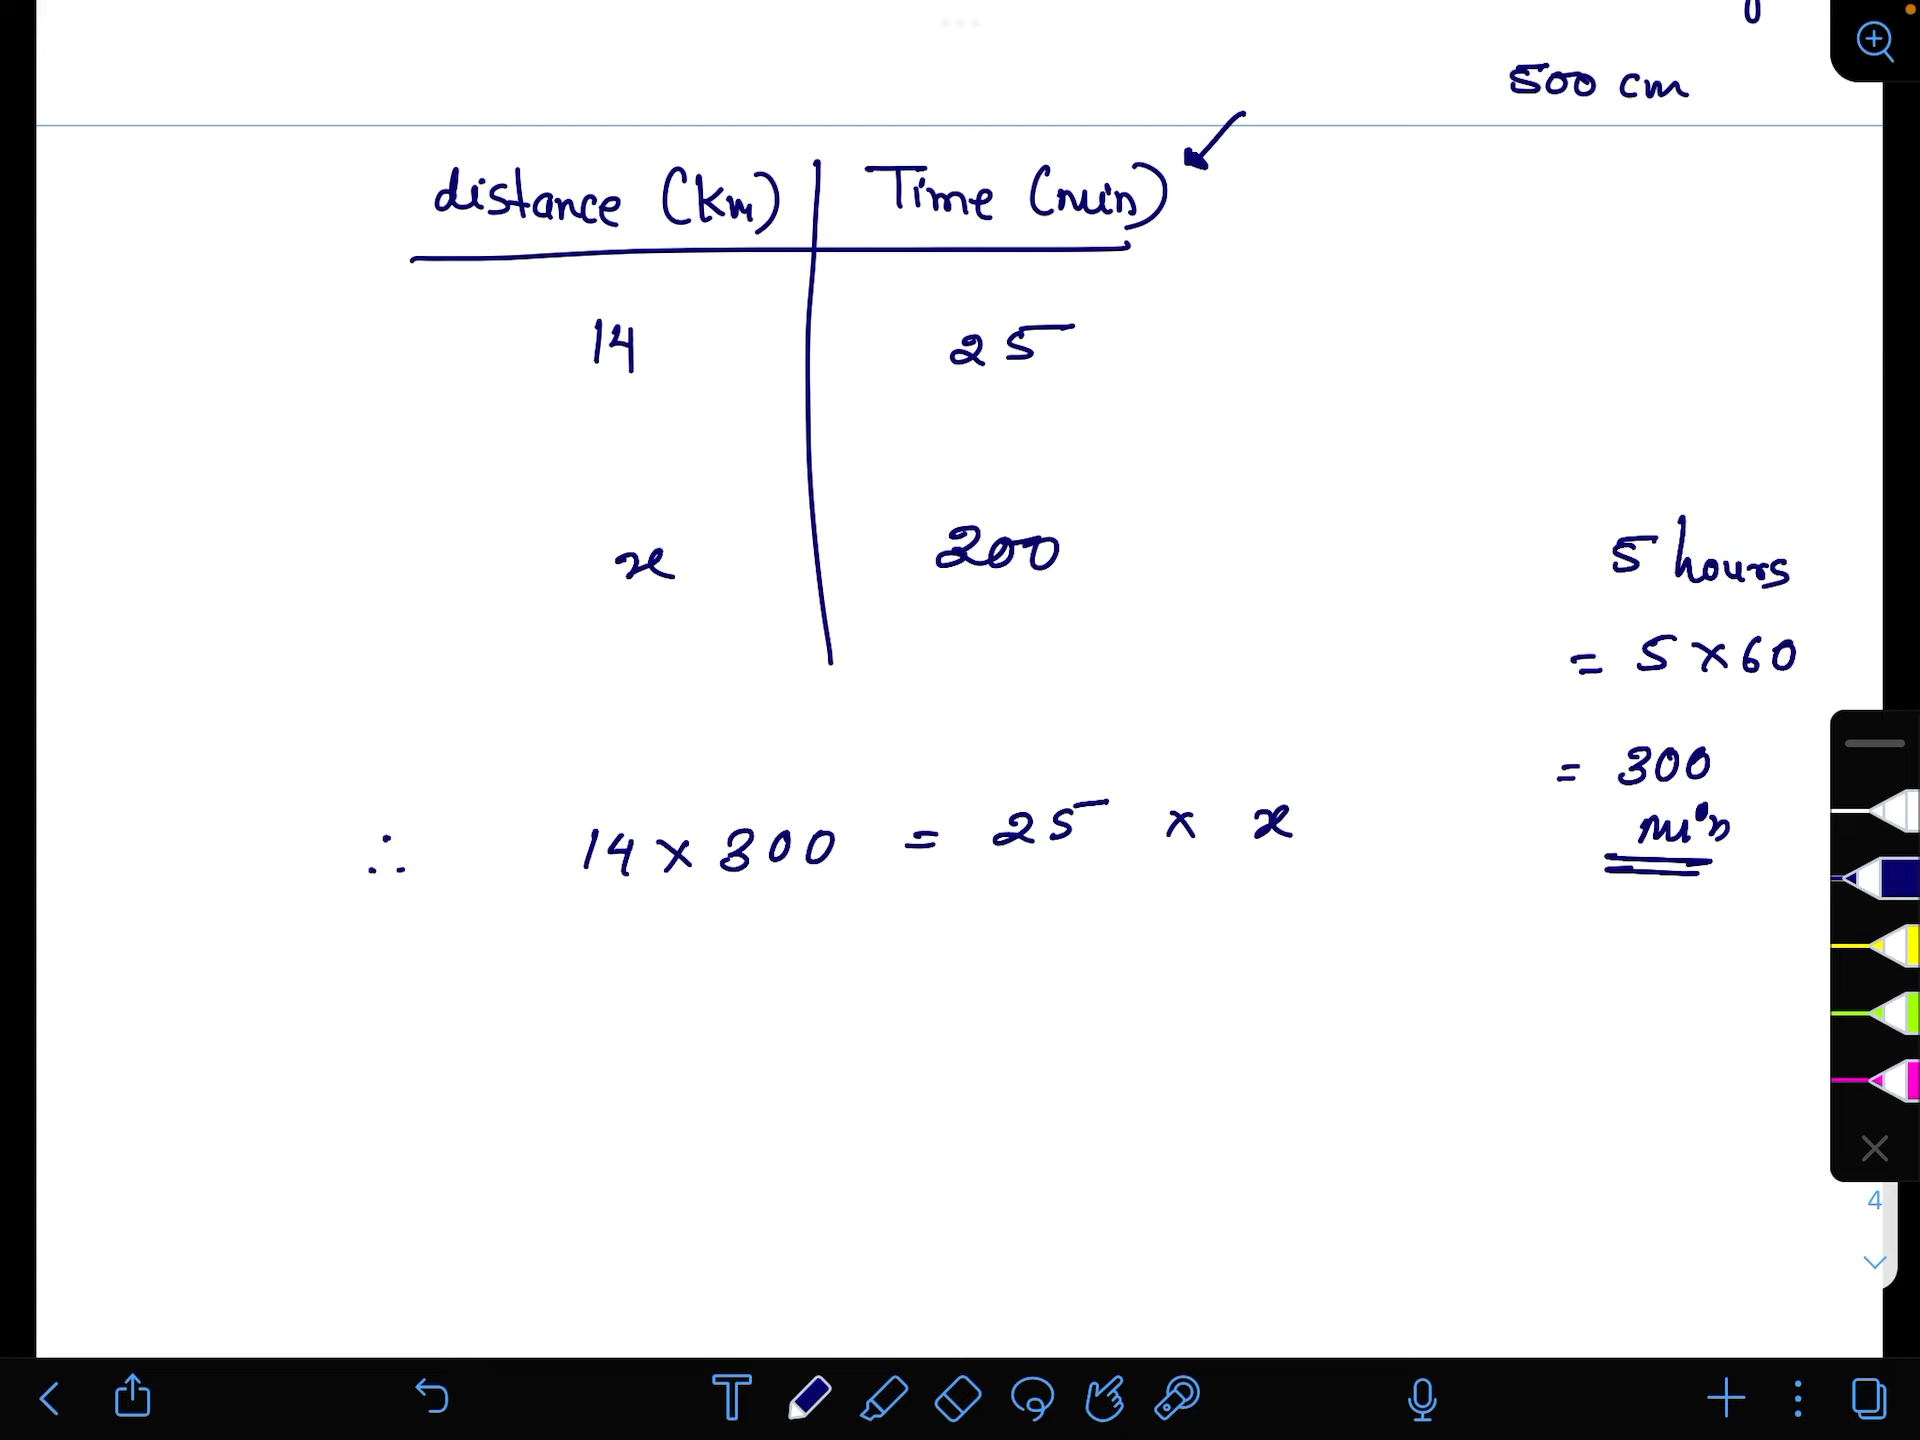 500 cm
distance (km) Time (min)
14 25
x 200
5 hours
= 5 × 60
= 300
min
∴ 14 × 300 = 25 × x
4